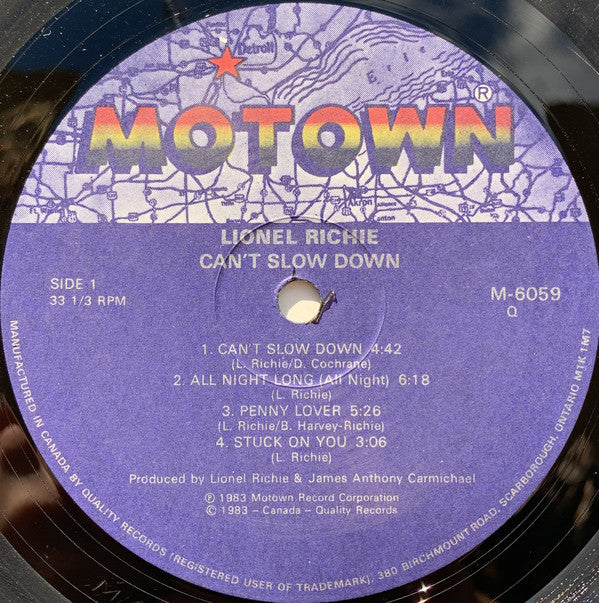 Detroit
Erie
MOTOWN®
Akron
LIONEL RICHIE
CAN'T SLOW DOWN
SIDE 1
33 1/3 RPM
M-6059
Q
1. CAN'T SLOW DOWN 4:42
(L. Richie/D. Cochrane)
2. ALL NIGHT LONG (All Night) 6:18
(L. Richie)
3. PENNY LOVER 5:26
(L. Richie/B. Harvey-Richie)
4. STUCK ON YOU 3:06
(L. Richie)
Produced by Lionel Richie & James Anthony Carmichael
℗ 1983 Motown Record Corporation
© 1983 – Canada – Quality Records
MANUFACTURED IN CANADA BY QUALITY RECORDS (REGISTERED USER OF TRADEMARK), 380 BIRCHMOUNT ROAD, SCARBOROUGH, ONTARIO M1K 1M7